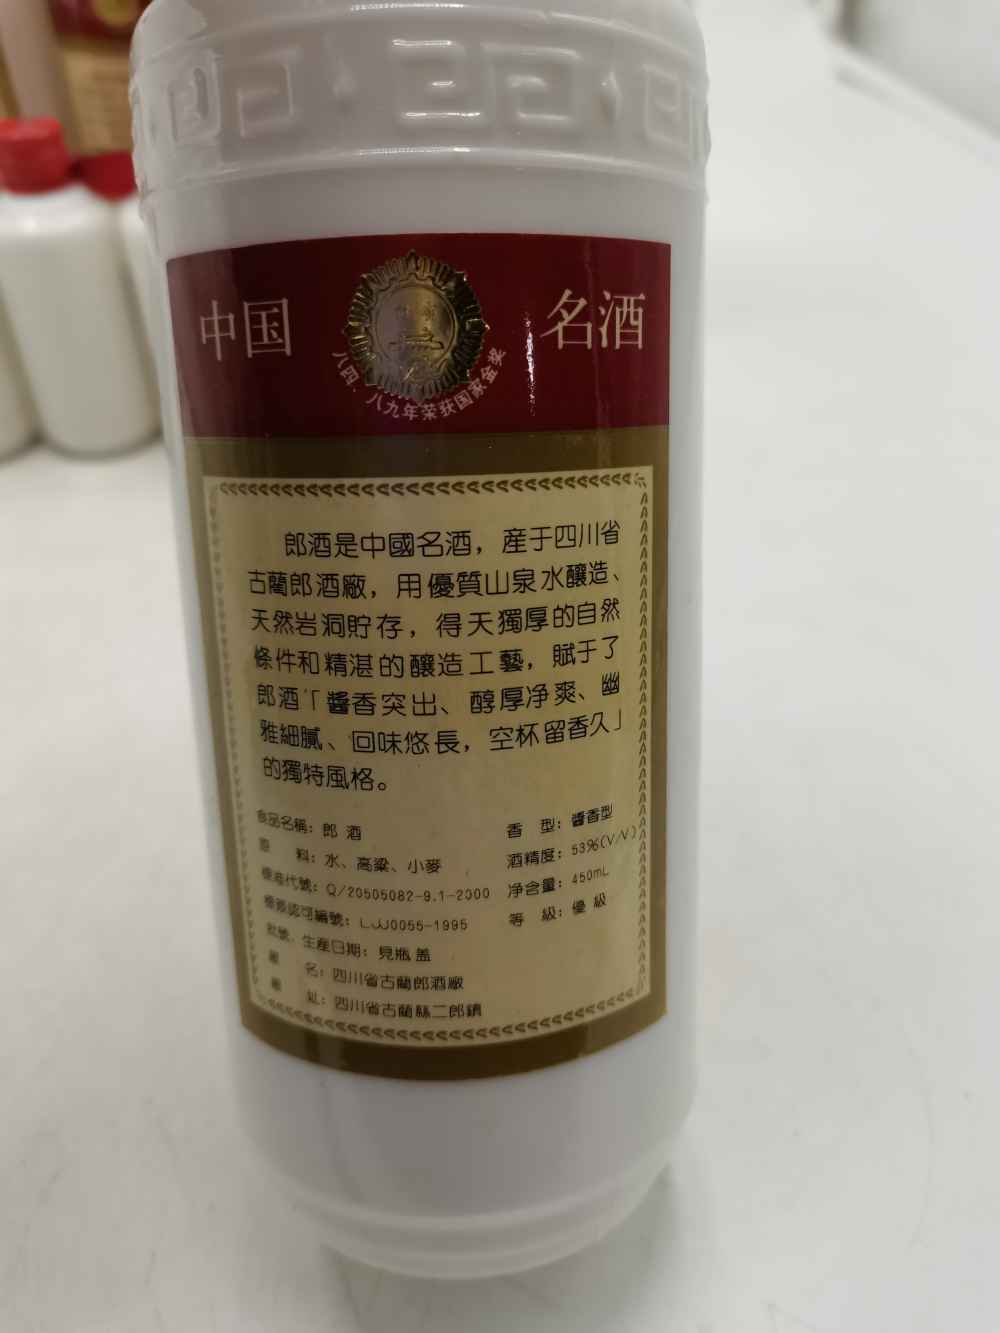 中国 名酒
八四、八九年荣获国家金奖
郎酒是中國名酒，産于四川省
古藺郎酒廠，用優質山泉水釀造、
天然岩洞貯存，得天獨厚的自然
條件和精湛的釀造工藝，賦于了
郎酒「醬香突出、醇厚净爽、幽
雅細膩、回味悠長，空杯留香久」
的獨特風格。
食品名稱：郎 酒 香 型：醬香型
原 料：水、高粱、小麥 酒精度：53%(V/V)
標准代號：Q/20505082-9.1-2000 净含量：450mL
標簽認可編號：LJJ0055-1995 等 級：優 級
批號、生産日期：見瓶蓋
廠 名：四川省古藺郎酒廠
廠 址：四川省古藺縣二郎鎮